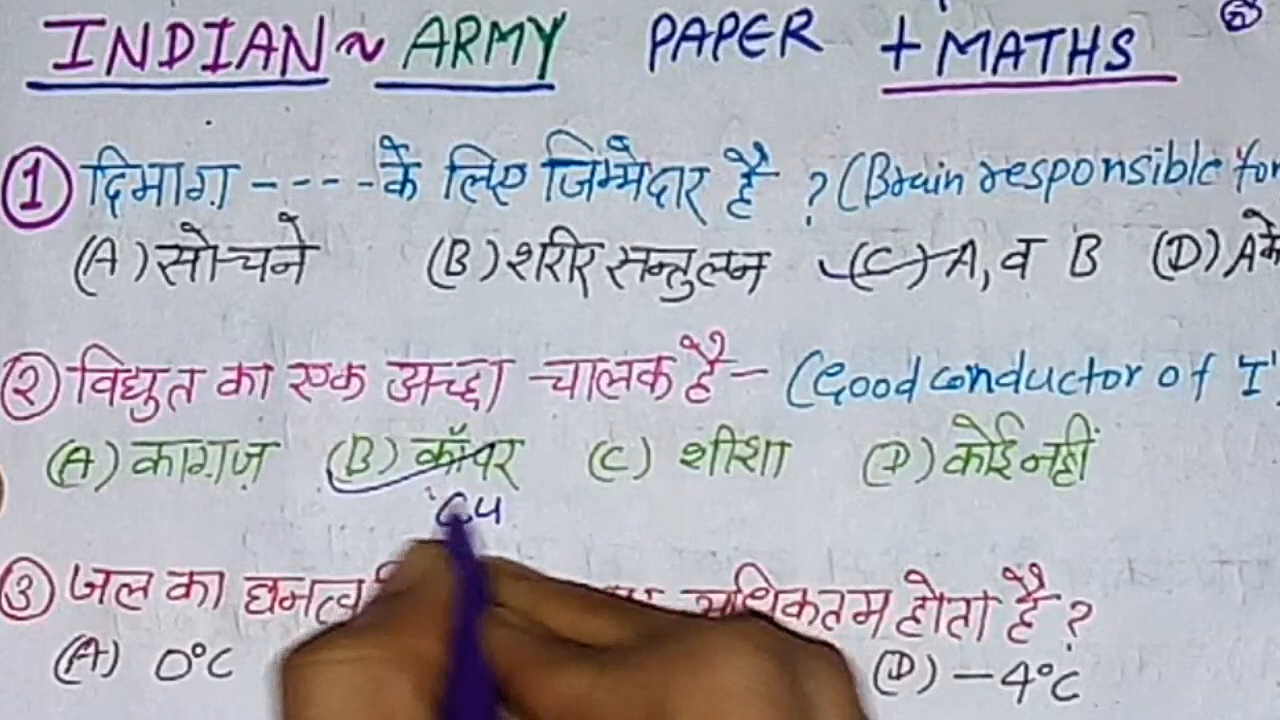 INDIAN ~ ARMY PAPER + MATHS
① दिमाग़ ---- के लिए जिम्मेदार है ? (Brain responsible for
(A) सोचने (B) शरीर सन्तुलन (C) A, व B (D) A के
② विद्युत का एक अच्छा चालक है - (Good conductor of I
(A) काग़ज़ (B) कॉपर (C) शीशा (D) कोई नहीं
Cu
③ जल का घनत्व अधिकतम होता है ?
(A) 0°C (D) -4°C